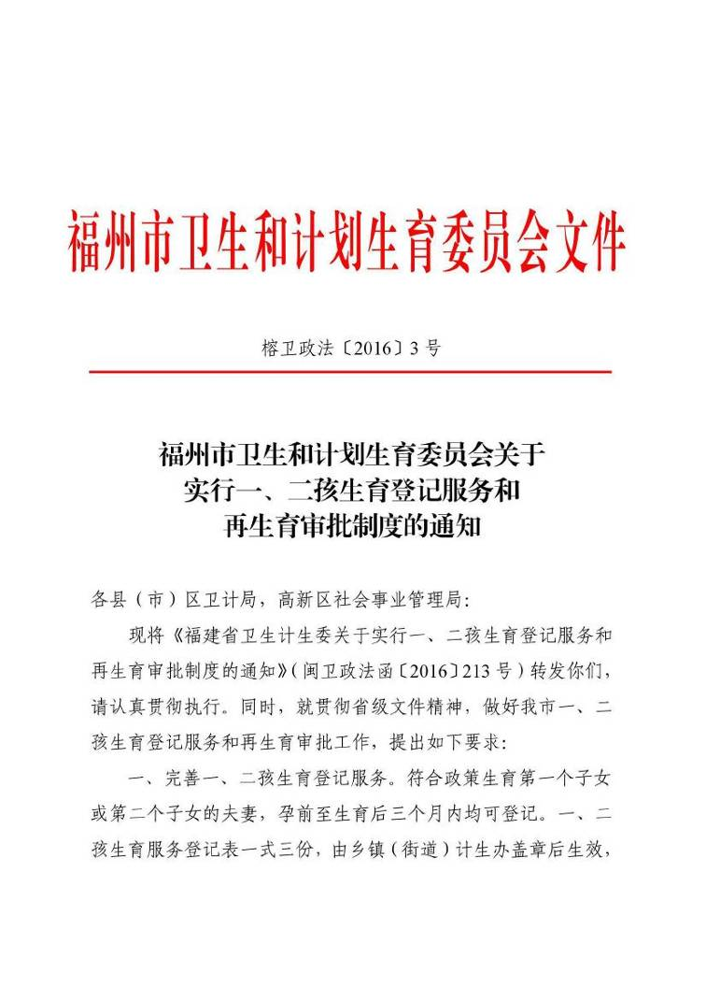 福州市卫生和计划生育委员会文件
榕卫政法〔2016〕3 号
福州市卫生和计划生育委员会关于
实行一、二孩生育登记服务和
再生育审批制度的通知
各县（市）区卫计局，高新区社会事业管理局：
现将《福建省卫生计生委关于实行一、二孩生育登记服务和
再生育审批制度的通知》（闽卫政法函〔2016〕213 号）转发你们，
请认真贯彻执行。同时，就贯彻省级文件精神，做好我市一、二
孩生育登记服务和再生育审批工作，提出如下要求：
一、完善一、二孩生育登记服务。符合政策生育第一个子女
或第二个子女的夫妻，孕前至生育后三个月内均可登记。一、二
孩生育服务登记表一式三份，由乡镇（街道）计生办盖章后生效，